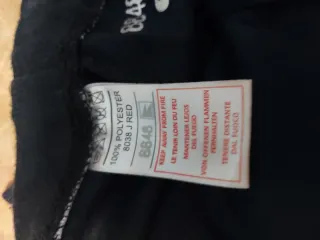 100% POLYESTER
8038 J RED
8848
KEEP AWAY FROM FIRE
LE TENIR LOIN DU FEU
MANTENER LEJOS
DEL FUEGO
VON OFFENEN FLAMMEN
FERNHALTEN
TENERE DISTANTE
DAL FUOCO